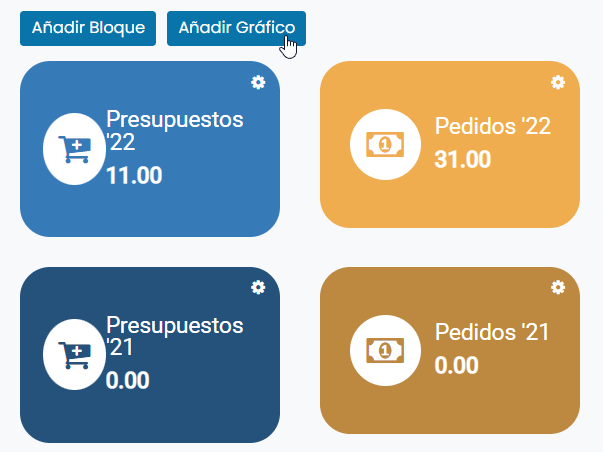 Añadir Bloque
Añadir Gráfico
Presupuestos
'22
11.00
Pedidos '22
31.00
Presupuestos
'21
0.00
Pedidos '21
0.00